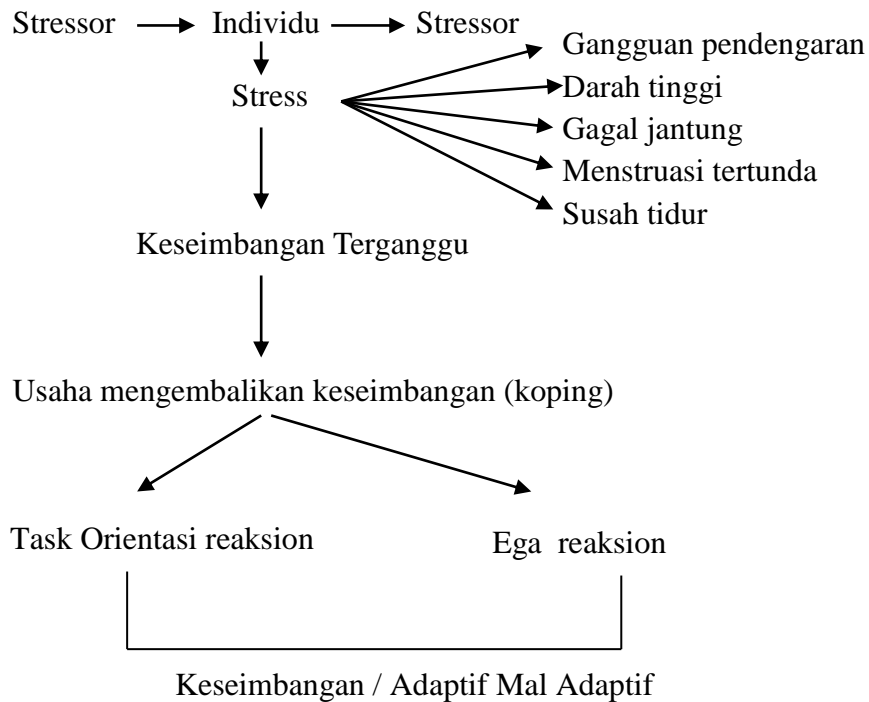 Stressor Individu Stressor
Gangguan pendengaran
Stress
Darah tinggi
Gagal jantung
Menstruasi tertunda
Susah tidur
Keseimbangan Terganggu
Usaha mengembalikan keseimbangan (koping)
Task Orientasi reaksion
Ega reaksion
Keseimbangan / Adaptif Mal Adaptif